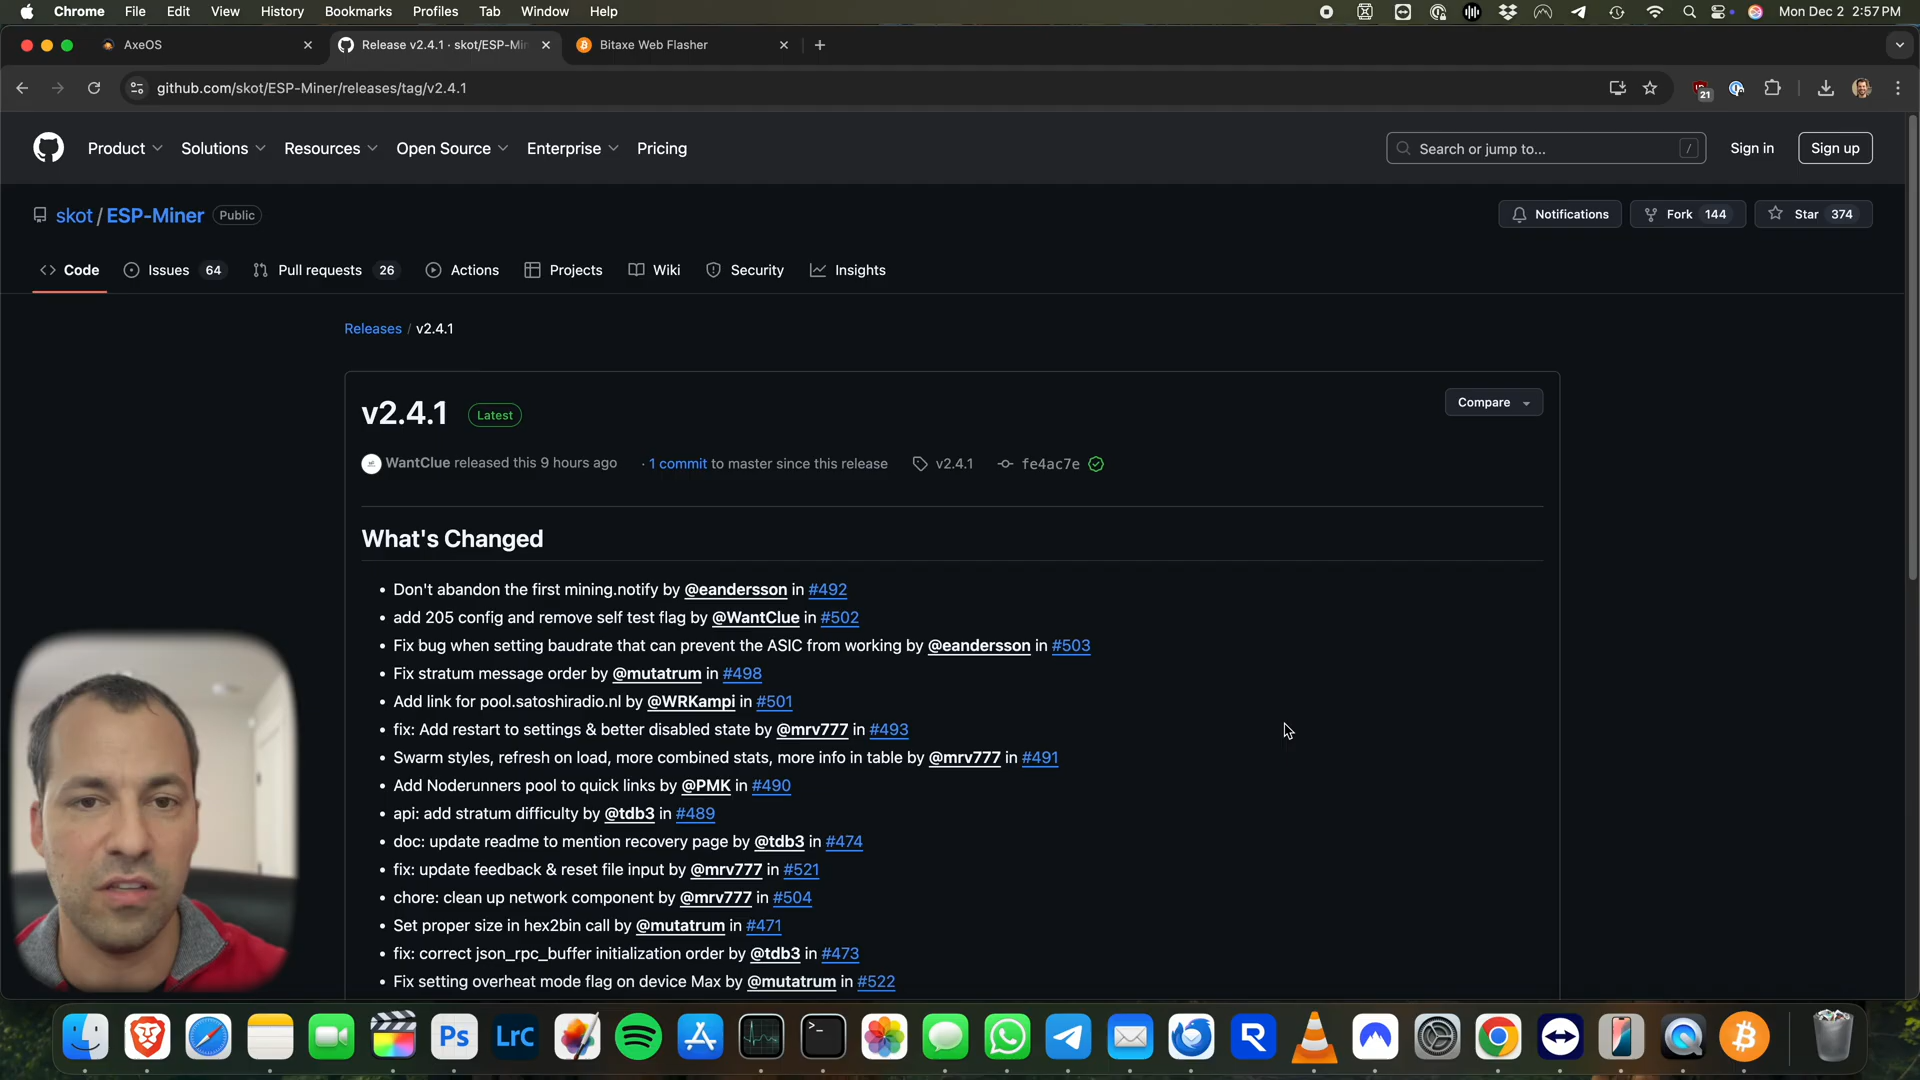 Chrome File Edit View History Bookmarks Profiles Tab Window Help Mon Dec 2 2:57 PM
AxeOS Release v2.4.1 · skot/ESP-Min Bitaxe Web Flasher
github.com/skot/ESP-Miner/releases/tag/v2.4.1 21
Product Solutions Resources Open Source Enterprise Pricing Search or jump to... / Sign in Sign up
skot / ESP-Miner Public Notifications Fork 144 Star 374
Code Issues 64 Pull requests 26 Actions Projects Wiki Security Insights
Releases / v2.4.1
v2.4.1 Latest Compare
WantClue released this 9 hours ago · 1 commit to master since this release v2.4.1 fe4ac7e
What's Changed
• Don't abandon the first mining.notify by @eandersson in #492
• add 205 config and remove self test flag by @WantClue in #502
• Fix bug when setting baudrate that can prevent the ASIC from working by @eandersson in #503
• Fix stratum message order by @mutatrum in #498
• Add link for pool.satoshiradio.nl by @WRKampi in #501
• fix: Add restart to settings & better disabled state by @mrv777 in #493
• Swarm styles, refresh on load, more combined stats, more info in table by @mrv777 in #491
• Add Noderunners pool to quick links by @PMK in #490
• api: add stratum difficulty by @tdb3 in #489
• doc: update readme to mention recovery page by @tdb3 in #474
• fix: update feedback & reset file input by @mrv777 in #521
• chore: clean up network component by @mrv777 in #504
• Set proper size in hex2bin call by @mutatrum in #471
• fix: correct json_rpc_buffer initialization order by @tdb3 in #473
• Fix setting overheat mode flag on device Max by @mutatrum in #522
Ps LrC R